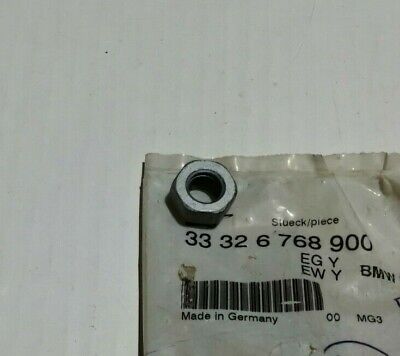 Stueck/piece
33 32 6 768 900
EG Y
EW Y BMW
Made in Germany 00 MG3